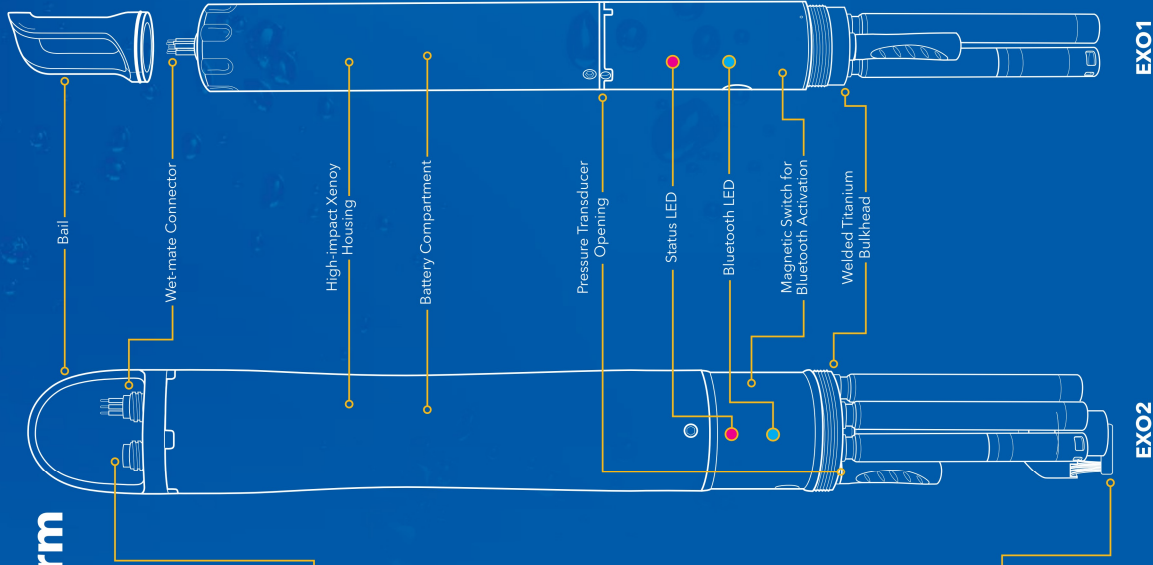 rm
Bail
Wet-mate Connector
High-impact Xenoy
Housing
Battery Compartment
Pressure Transducer
Opening
Status LED
Bluetooth LED
Magnetic Switch for
Bluetooth Activation
Welded Titanium
Bulkhead
EXO1
EXO2